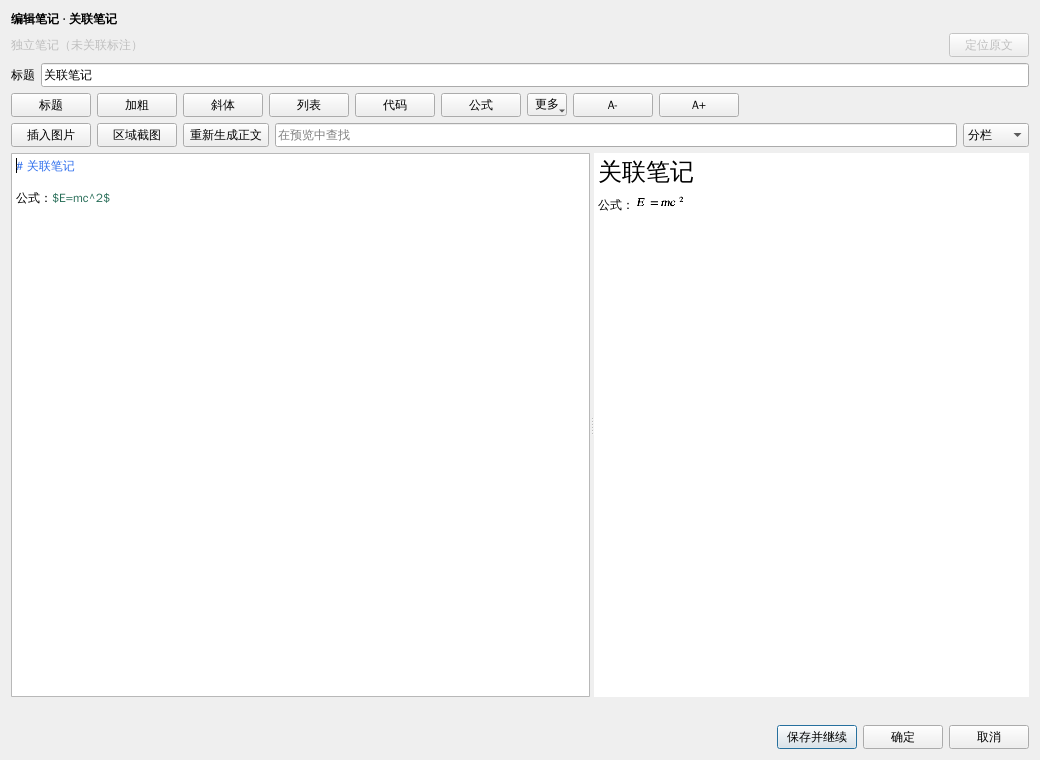 编辑笔记 · 关联笔记
独立笔记（未关联标注） 定位原文
标题 关联笔记
标题 加粗 斜体 列表 代码 公式 更多 A- A+
插入图片 区域截图 重新生成正文 在预览中查找 分栏
# 关联笔记
公式：$E=mc^2$
关联笔记
公式：E = mc ²
保存并继续 确定 取消